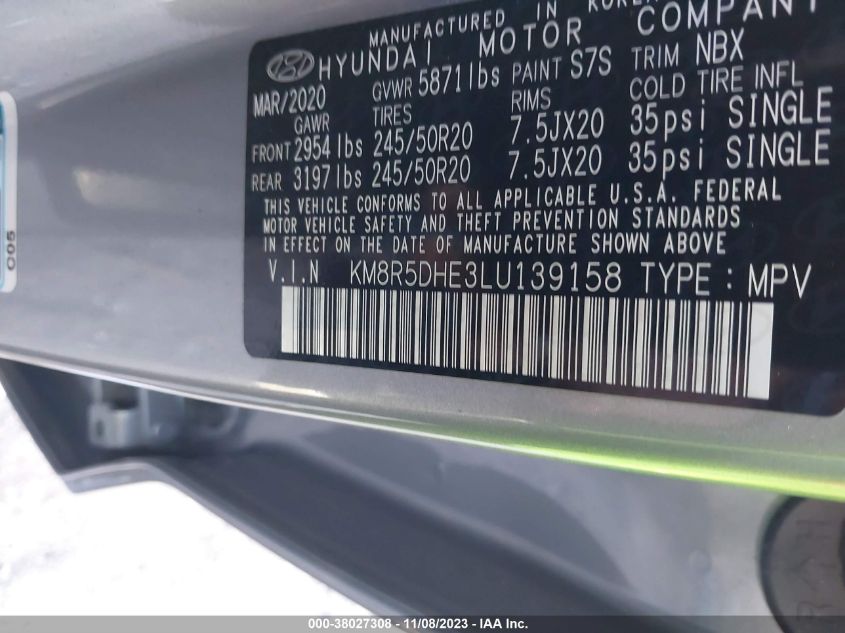 MANUFACTURED IN KOREA
HYUNDAI MOTOR COMPANY
MAR/2020 GVWR 5871lbs PAINT S7S TRIM NBX
GAWR TIRES RIMS COLD TIRE INFL
FRONT 2954lbs 245/50R20 7.5JX20 35psi SINGLE
REAR 3197lbs 245/50R20 7.5JX20 35psi SINGLE
THIS VEHICLE CONFORMS TO ALL APPLICABLE U.S.A. FEDERAL
MOTOR VEHICLE SAFETY AND THEFT PREVENTION STANDARDS
IN EFFECT ON THE DATE OF MANUFACTURE SHOWN ABOVE
V.I.N KM8R5DHE3LU139158 TYPE:MPV
C05
000-38027308 - 11/08/2023 - IAA Inc.